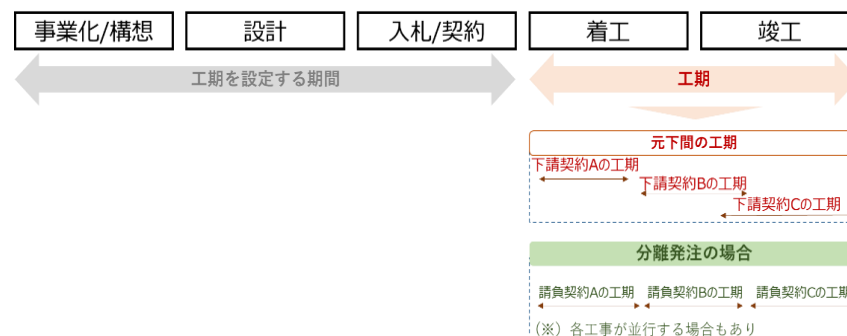 事業化/構想
設計
入札/契約
着工
竣工
工期を設定する期間
工期
元下間の工期
下請契約Aの工期
下請契約Bの工期
下請契約Cの工期
分離発注の場合
請負契約Aの工期
請負契約Bの工期
請負契約Cの工期
(※)各工事が並行する場合もあり